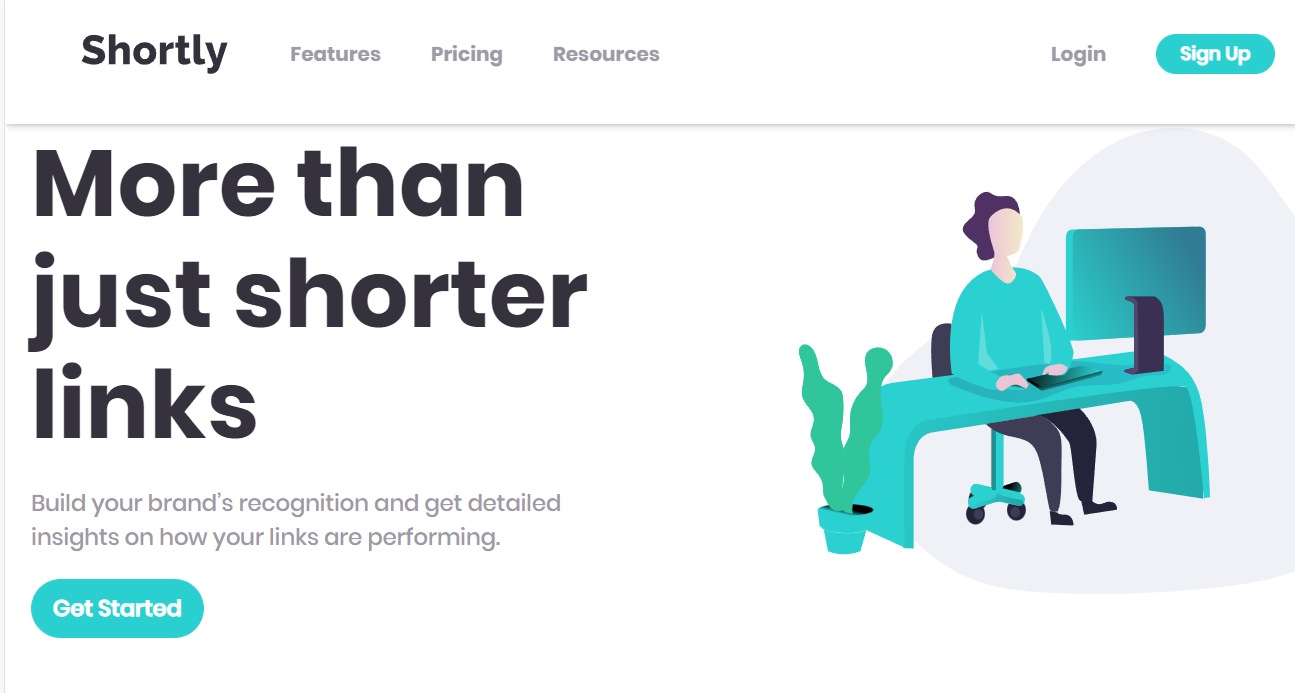 Shortly
Features
Pricing
Resources
Login
Sign Up
More than
just shorter
links
Build your brand’s recognition and get detailed
insights on how your links are performing.
Get Started